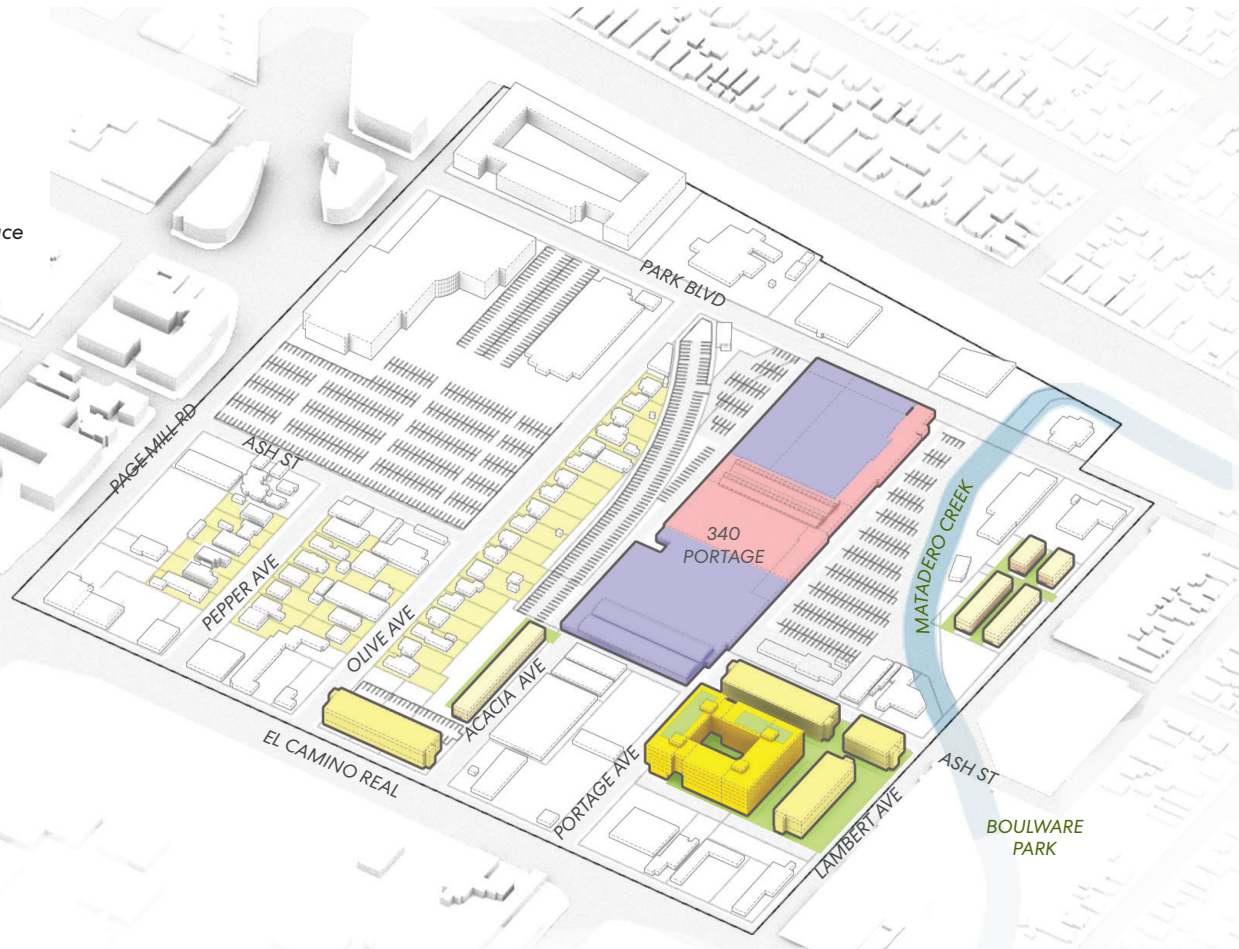 PARK BLVD
PAGE MILL RD
ASH ST
340
PORTAGE
MATADERO CREEK
PEPPER AVE
OLIVE AVE
ACACIA AVE
EL CAMINO REAL
PORTAGE AVE
ASH ST
LAMBERT AVE
BOULWARE
PARK